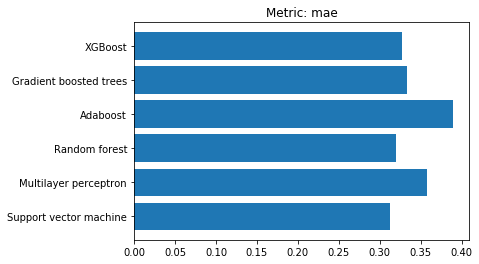 Metric: mae
XGBoost
Gradient boosted trees
Adaboost
Random forest
Multilayer perceptron
Support vector machine
0.00 0.05 0.10 0.15 0.20 0.25 0.30 0.35 0.40